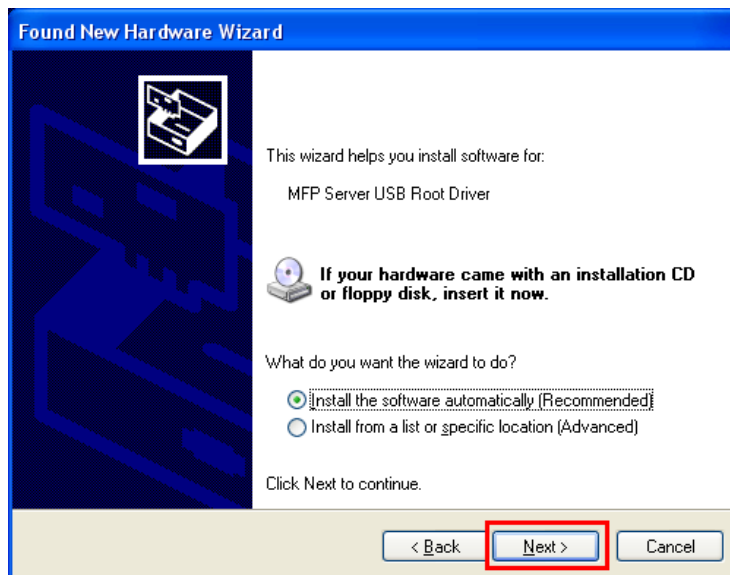 Found New Hardware Wizard
This wizard helps you install software for:
MFP Server USB Root Driver
If your hardware came with an installation CD
or floppy disk, insert it now.
What do you want the wizard to do?
Install the software automatically (Recommended)
Install from a list or specific location (Advanced)
Click Next to continue.
< Back Next > Cancel